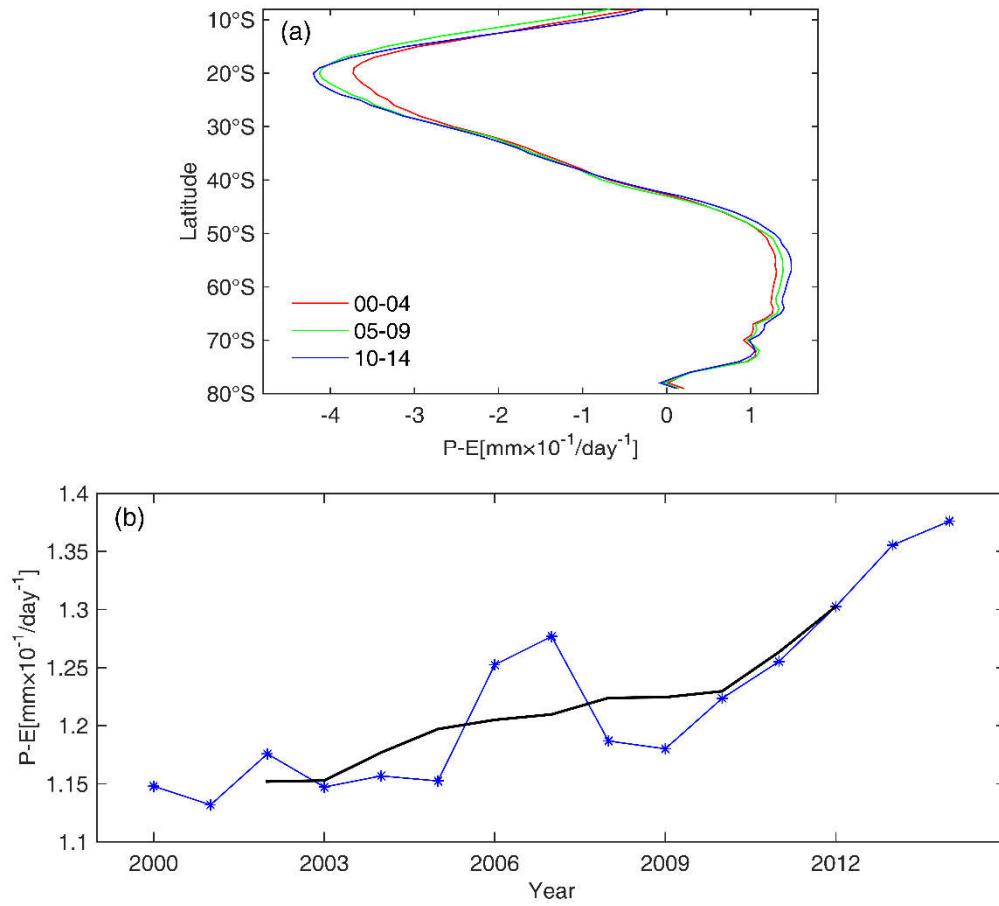 (a)
10°S
20°S
30°S
40°S
50°S
60°S
70°S
80°S
Latitude
00-04
05-09
10-14
-4
-3
-2
-1
0
1
P-E[mm×10⁻¹/day⁻¹]
(b)
1.4
1.35
1.3
1.25
1.2
1.15
1.1
P-E[mm×10⁻¹/day⁻¹]
2000
2003
2006
2009
2012
Year